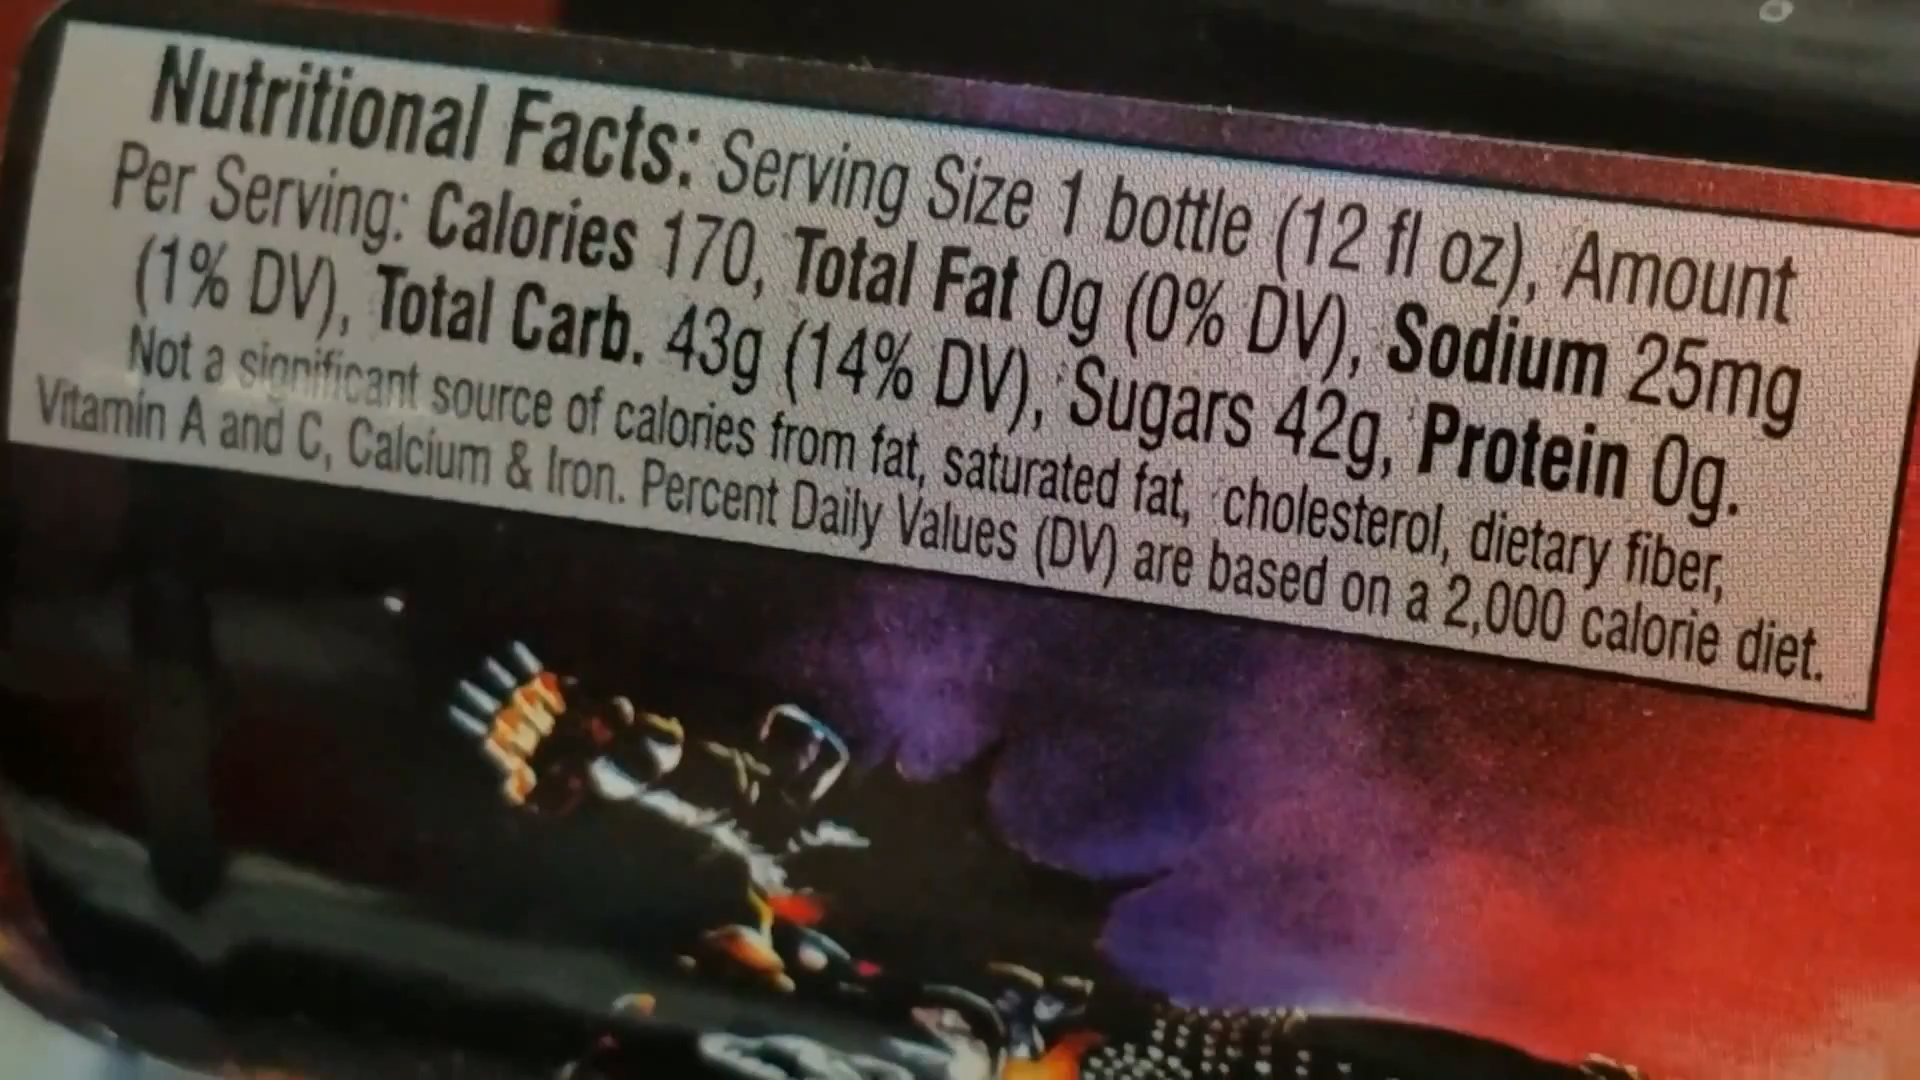 Nutritional Facts: Serving Size 1 bottle (12 fl oz), Amount
Per Serving: Calories 170, Total Fat 0g (0% DV), Sodium 25mg
(1% DV), Total Carb. 43g (14% DV), Sugars 42g, Protein 0g.
Not a significant source of calories from fat, saturated fat, cholesterol, dietary fiber,
Vitamin A and C, Calcium & Iron. Percent Daily Values (DV) are based on a 2,000 calorie diet.